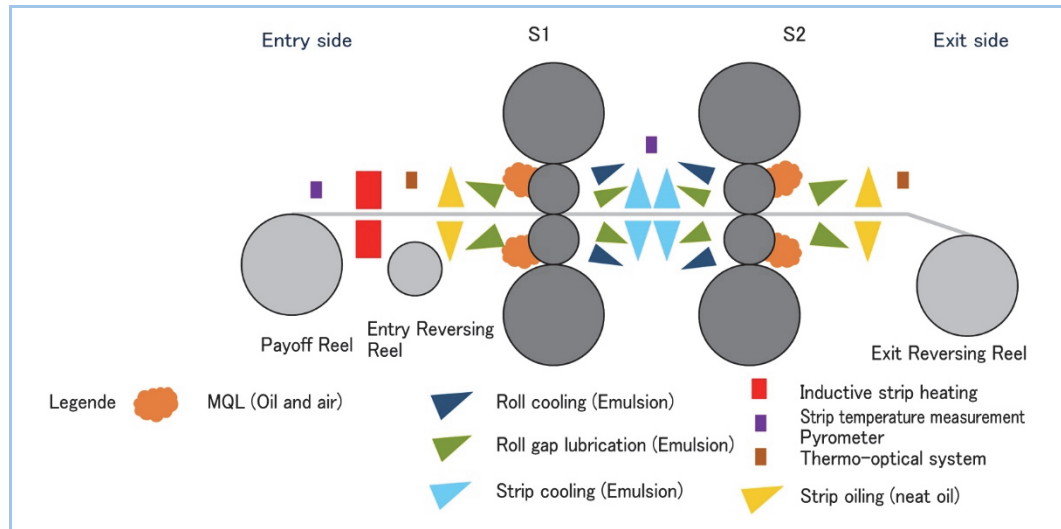 Entry side
S1
S2
Exit side
Payoff Reel
Entry Reversing
Reel
Exit Reversing Reel
Legende
MQL (Oil and air)
Roll cooling (Emulsion)
Roll gap lubrication (Emulsion)
Strip cooling (Emulsion)
Inductive strip heating
Strip temperature measurement
Pyrometer
Thermo-optical system
Strip oiling (neat oil)